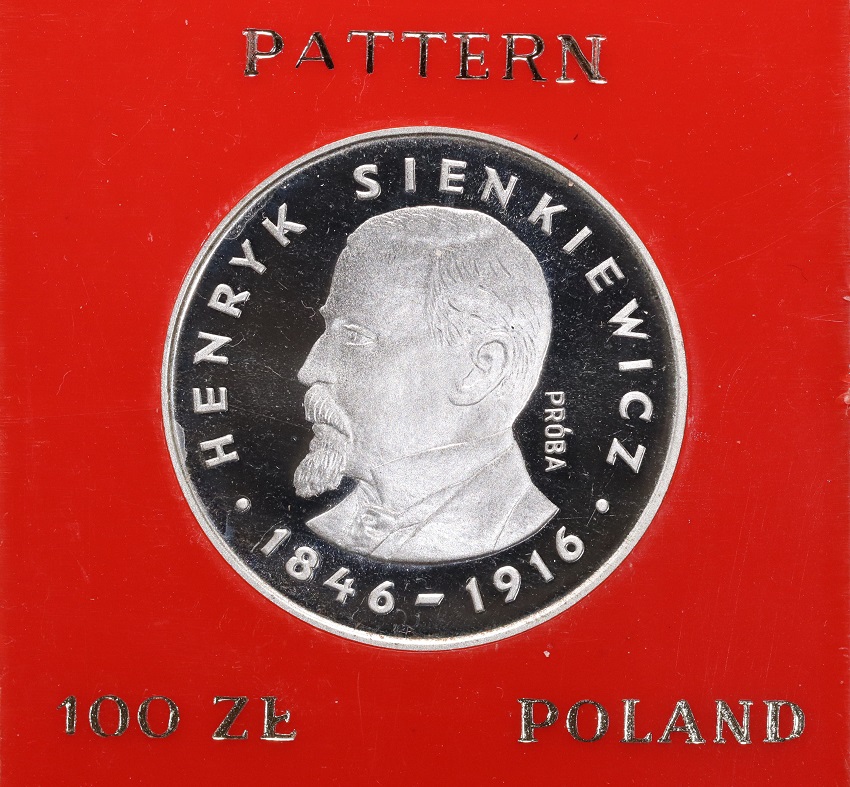 PATTERN
HENRYK SIENKIEWICZ
PRÓBA
· 1846–1916 ·
100 ZŁ POLAND